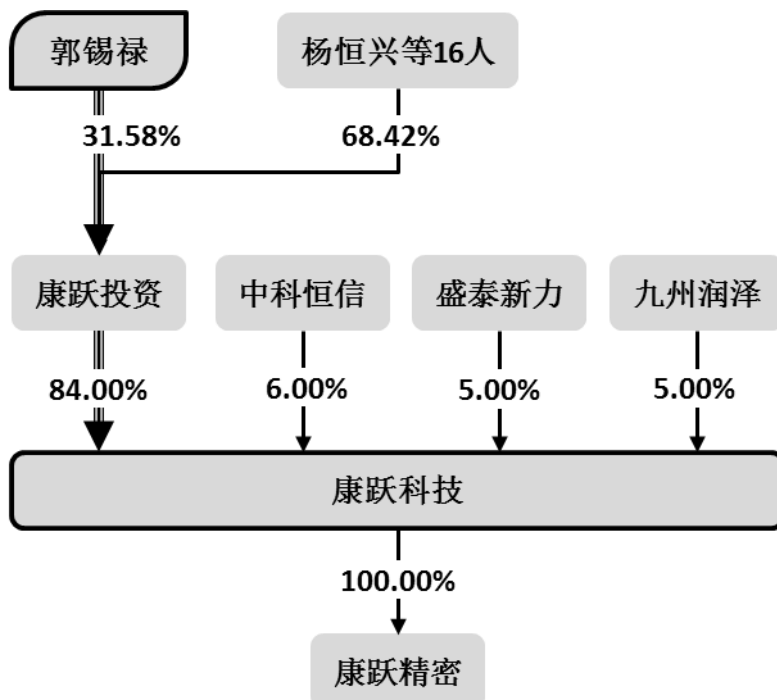 郭锡禄
杨恒兴等16人
31.58%
68.42%
康跃投资
中科恒信
盛泰新力
九州润泽
84.00%
6.00%
5.00%
5.00%
康跃科技
100.00%
康跃精密